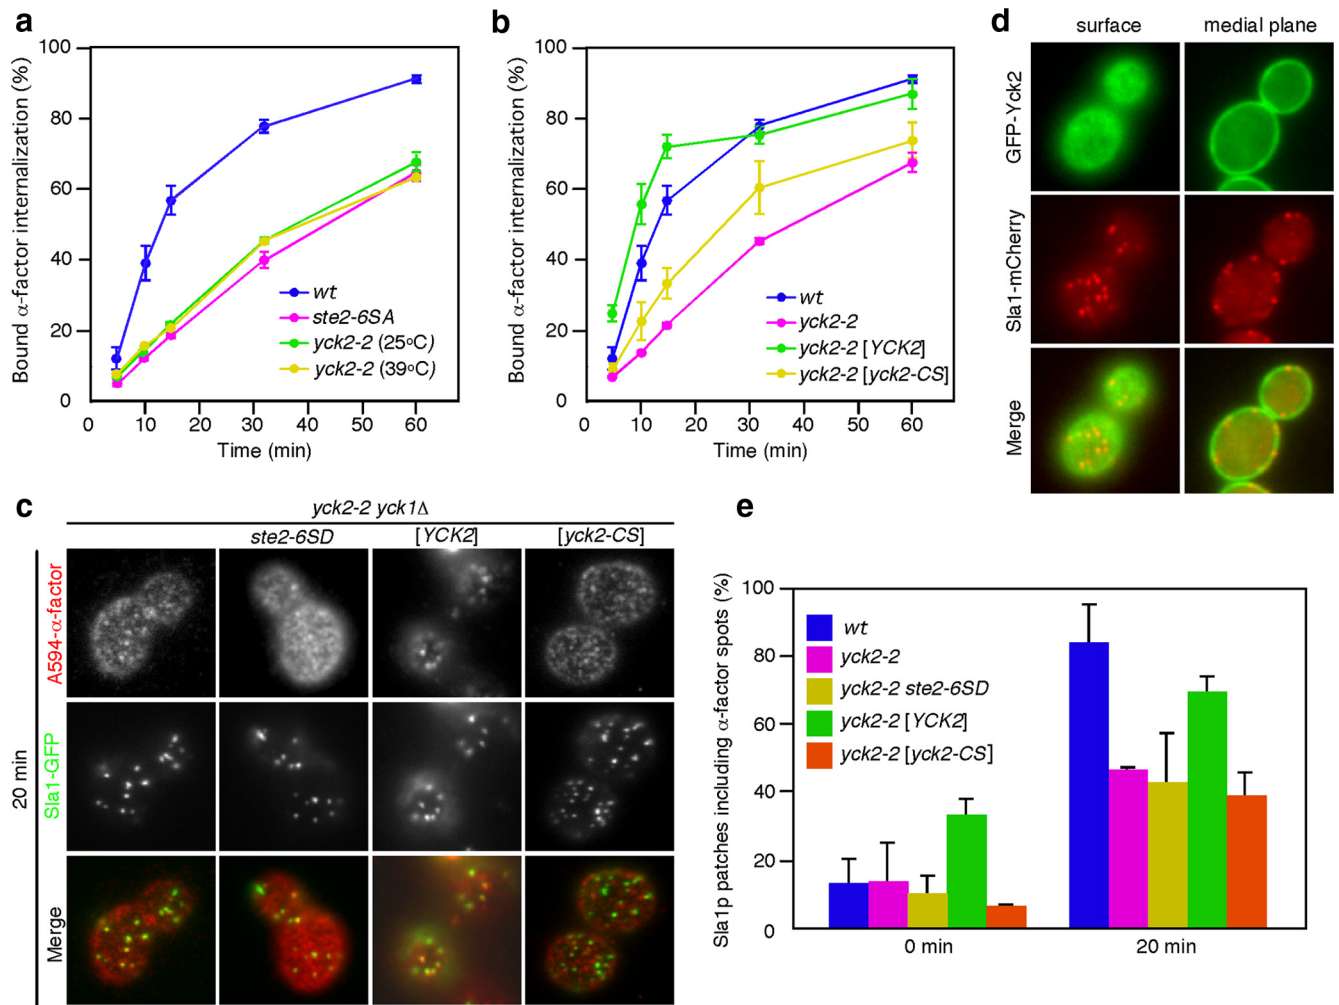 a
Bound α-factor internalization (%)
100
80
60
40
20
0
wt
ste2-6SA
yck2-2 (25°C)
yck2-2 (39°C)
0 10 20 30 40 50 60
Time (min)
b
Bound α-factor internalization (%)
100
80
60
40
20
0
wt
yck2-2
yck2-2 [YCK2]
yck2-2 [yck2-CS]
0 10 20 30 40 50 60
Time (min)
d
surface medial plane
GFP-Yck2
Sla1-mCherry
Merge
c
yck2-2 yck1Δ
ste2-6SD [YCK2] [yck2-CS]
20 min
A594-α-factor
Sla1-GFP
Merge
e
Sla1p patches including α-factor spots (%)
100
80
60
40
20
0
wt
yck2-2
yck2-2 ste2-6SD
yck2-2 [YCK2]
yck2-2 [yck2-CS]
0 min 20 min